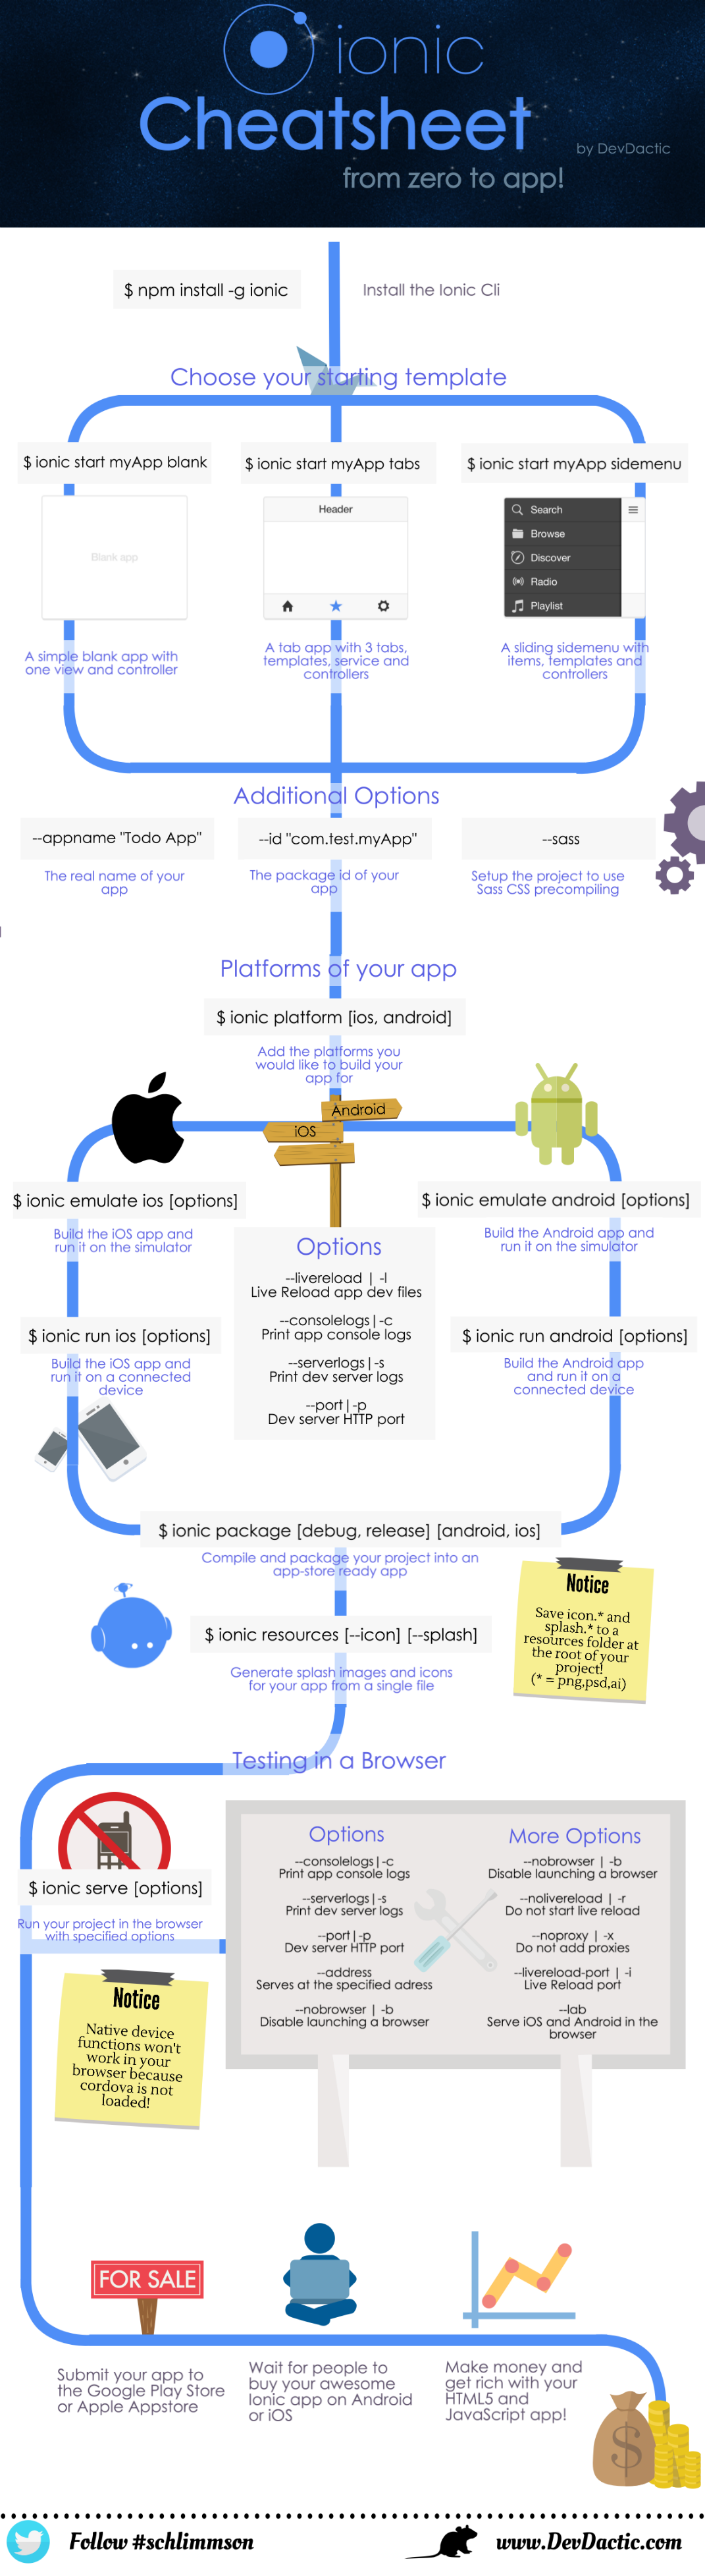 ionic
Cheatsheet
by DevDactic
from zero to app!
$ npm install -g ionic
Install the Ionic Cli
Choose your starting template
$ ionic start myApp blank
$ ionic start myApp tabs
$ ionic start myApp sidemenu
Blank app
Header
Search
Browse
Discover
Radio
Playlist
A simple blank app with
one view and controller
A tab app with 3 tabs,
templates, service and
controllers
A sliding sidemenu with
items, templates and
controllers
Additional Options
--appname "Todo App"
--id "com.test.myApp"
--sass
The real name of your
app
The package id of your
app
Setup the project to use
Sass CSS precompiling
Platforms of your app
$ ionic platform [ios, android]
Add the platforms you
would like to build your
app for
Android
iOS
$ ionic emulate ios [options]
Build the iOS app and
run it on the simulator
$ ionic emulate android [options]
Build the Android app and
run it on the simulator
Options
--livereload | -l
Live Reload app dev files
--consolelogs|-c
Print app console logs
--serverlogs|-s
Print dev server logs
--port|-p
Dev server HTTP port
$ ionic run ios [options]
Build the iOS app and
run it on a connected
device
$ ionic run android [options]
Build the Android app
and run it on a
connected device
$ ionic package [debug, release] [android, ios]
Compile and package your project into an
app-store ready app
Notice
Save icon.* and
splash.* to a
resources folder at
the root of your
project!
(* = png,psd,ai)
$ ionic resources [--icon] [--splash]
Generate splash images and icons
for your app from a single file
Testing in a Browser
$ ionic serve [options]
Run your project in the browser
with specified options
Options
--consolelogs|-c
Print app console logs
--serverlogs|-s
Print dev server logs
--port|-p
Dev server HTTP port
--address
Serves at the specified adress
--nobrowser | -b
Disable launching a browser
More Options
--nobrowser | -b
Disable launching a browser
--nolivereload | -r
Do not start live reload
--noproxy | -x
Do not add proxies
--livereload-port | -i
Live Reload port
--lab
Serve iOS and Android in the
browser
Notice
Native device
functions won't
work in your
browser because
cordova is not
loaded!
FOR SALE
Submit your app to
the Google Play Store
or Apple Appstore
Wait for people to
buy your awesome
Ionic app on Android
or iOS
Make money and
get rich with your
HTML5 and
JavaScript app!
$
Follow #schlimmson
www.DevDactic.com